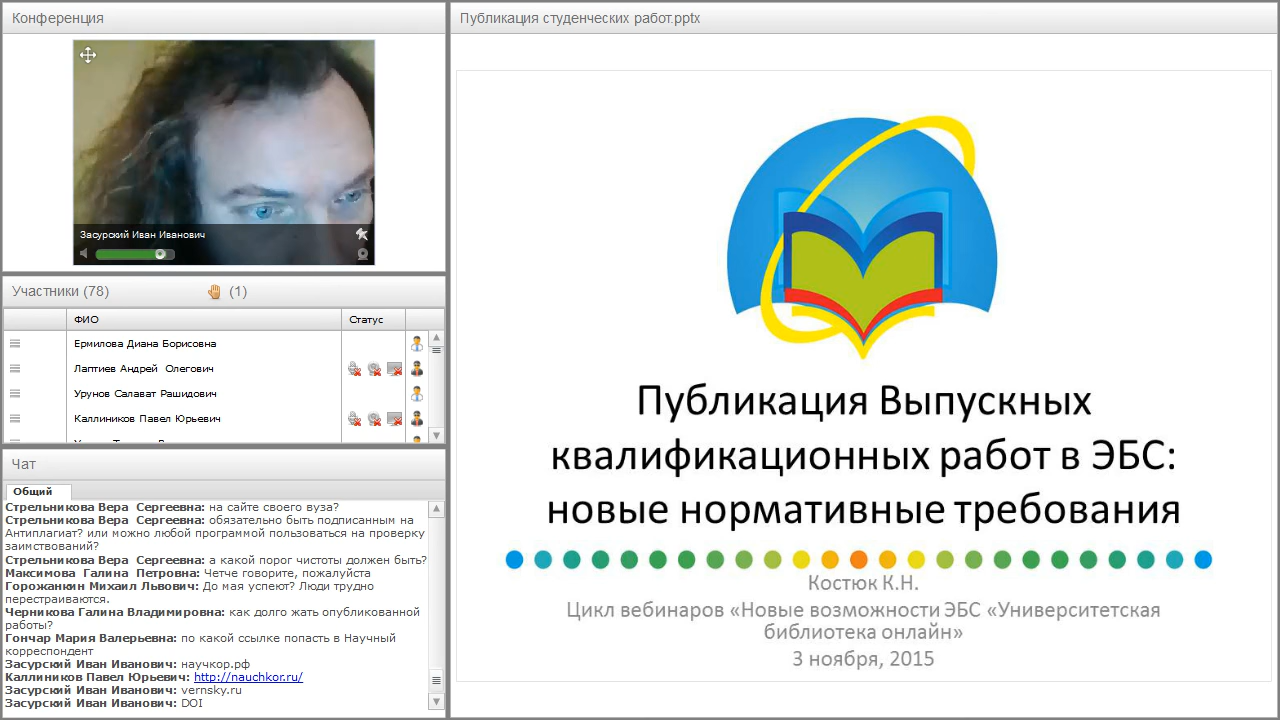 Конференция
Засурский Иван Иванович
Участники (78)
(1)
ФИО
Статус
Ермилова Диана Борисовна
Лаптиев Андрей Олегович
Урунов Салават Рашидович
Каллиников Павел Юрьевич
Чат
Общий
Стрельникова Вера Сергеевна: на сайте своего вуза?
Стрельникова Вера Сергеевна: обязательно быть подписанным на
Антиплагиат? или можно любой программой пользоваться на проверку
заимствований?
Стрельникова Вера Сергеевна: а какой порог чистоты должен быть?
Максимова Галина Петровна: Четче говорите, пожалуйста
Горожанкин Михаил Львович: До мая успеют? Люди трудно
перестраиваются.
Черникова Галина Владимировна: как долго жать опубликованной
работы?
Гончар Мария Валерьевна: по какой ссылке попасть в Научный
корреспондент
Засурский Иван Иванович: научкор.рф
Каллиников Павел Юрьевич: http://nauchkor.ru/
Засурский Иван Иванович: vernsky.ru
Засурский Иван Иванович: DOI
Публикация студенческих работ.pptx
Публикация Выпускных
квалификационных работ в ЭБС:
новые нормативные требования
Костюк К.Н.
Цикл вебинаров «Новые возможности ЭБС «Университетская
библиотека онлайн»
3 ноября, 2015